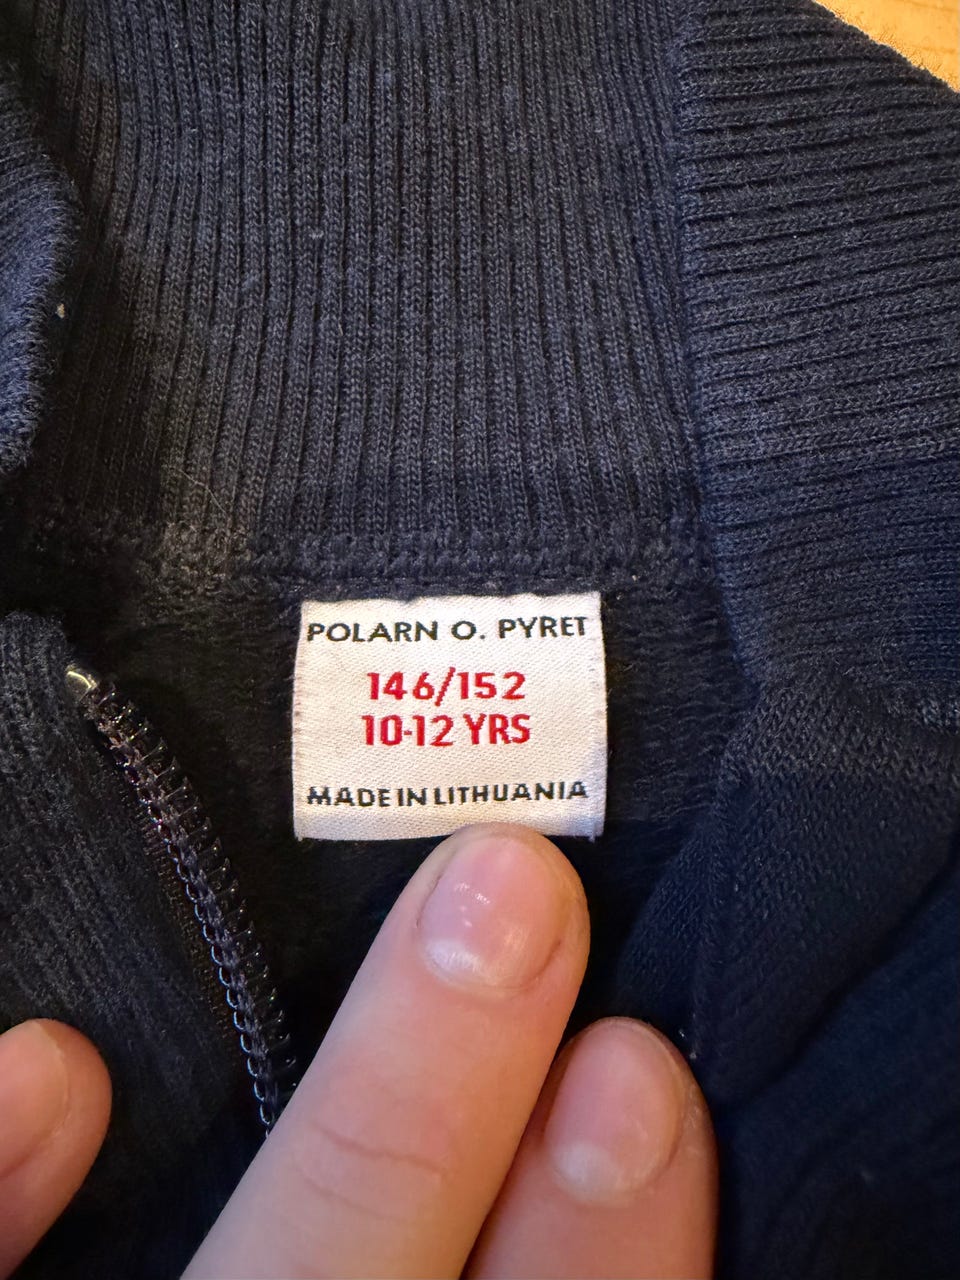 POLARN O. PYRET
146/152
10-12 YRS
MADE IN LITHUANIA